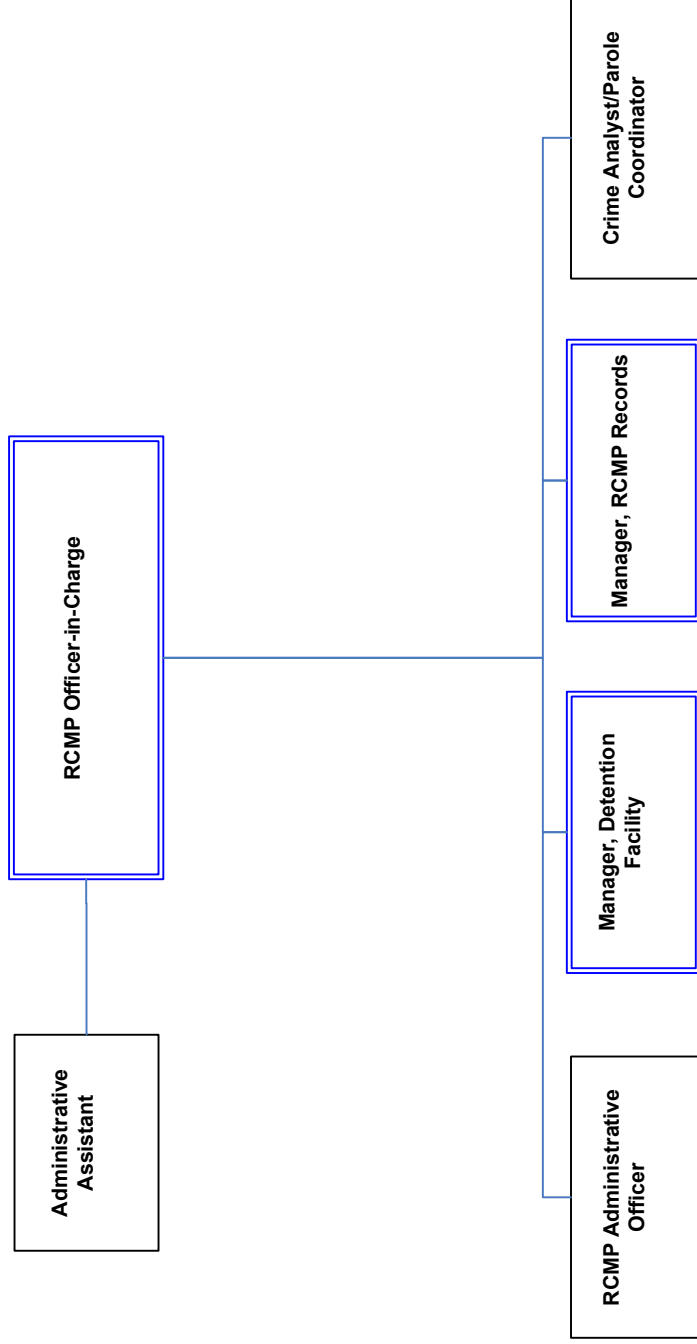 RCMP Officer-in-Charge
Administrative
Assistant
RCMP Administrative
Officer
Manager, Detention
Facility
Manager, RCMP Records
Crime Analyst/Parole
Coordinator